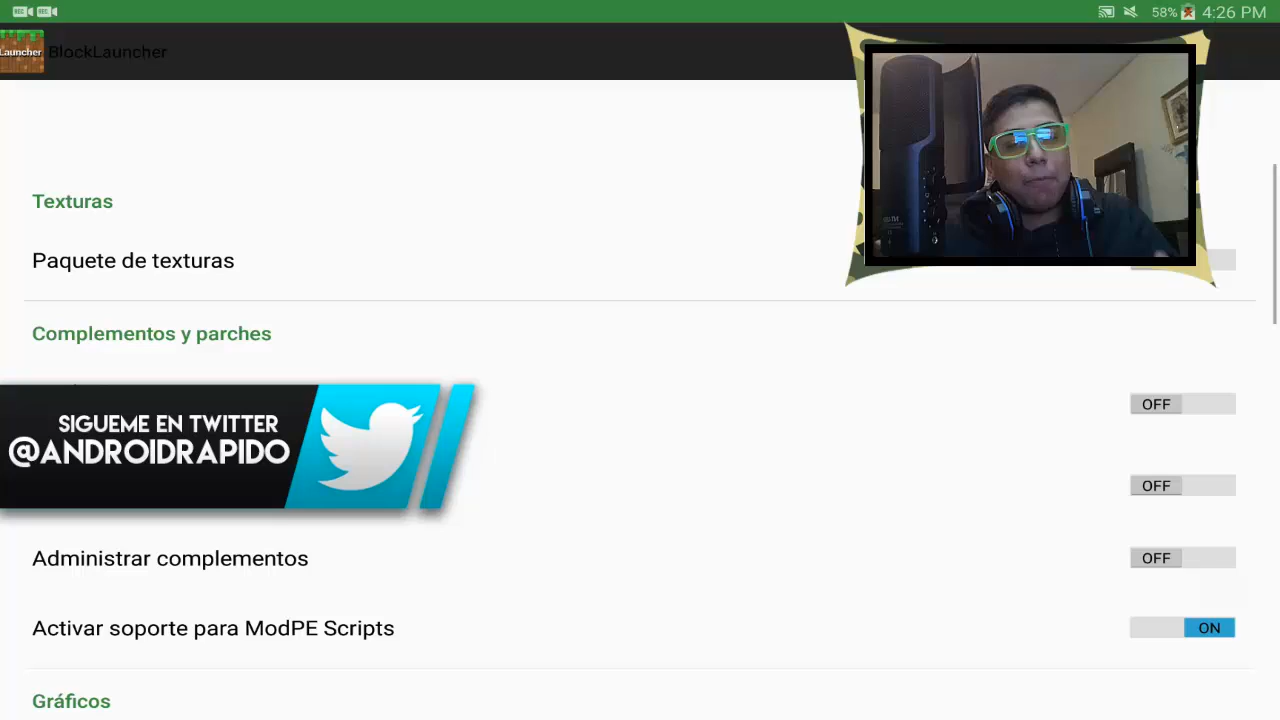 58% 4:26 PM
Launcher BlockLauncher
Texturas
Paquete de texturas
Complementos y parches
OFF
SIGUEME EN TWITTER
@ANDROIDRAPIDO
OFF
Administrar complementos OFF
Activar soporte para ModPE Scripts ON
Gráficos